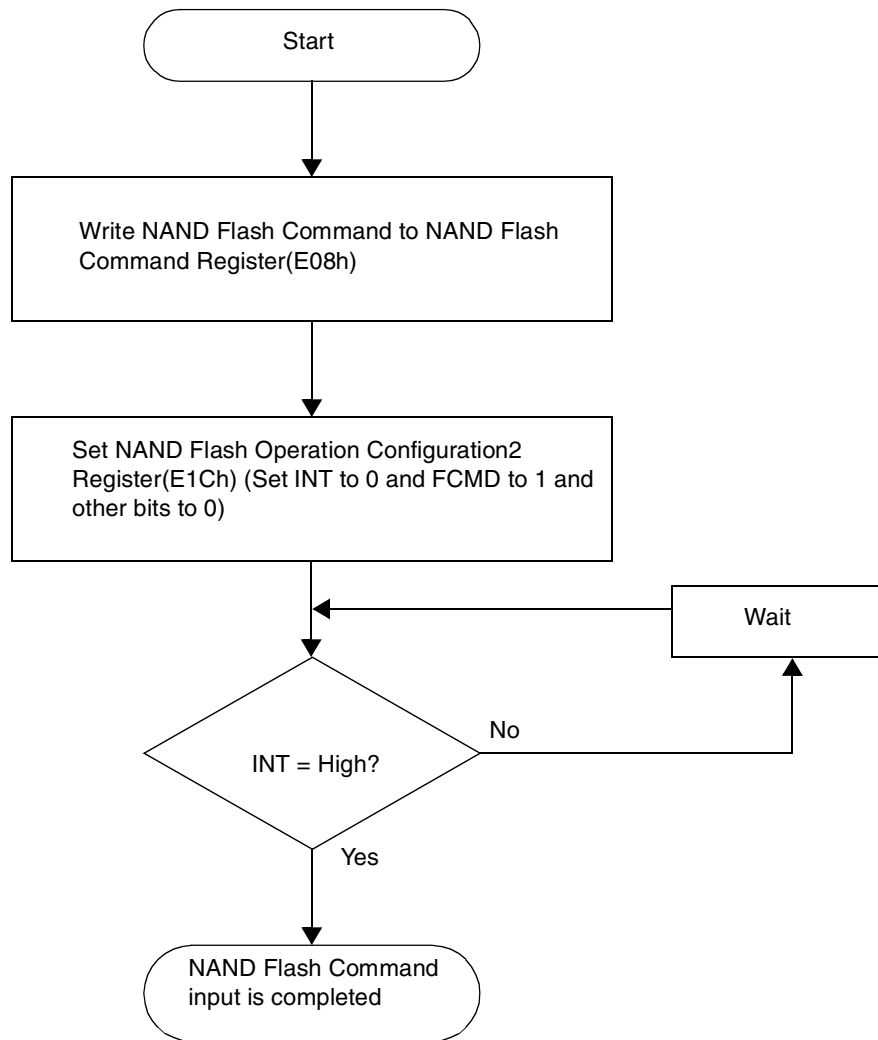 Start
Write NAND Flash Command to NAND Flash
Command Register(E08h)
Set NAND Flash Operation Configuration2
Register(E1Ch) (Set INT to 0 and FCMD to 1 and
other bits to 0)
Wait
No
INT = High?
Yes
NAND Flash Command
input is completed